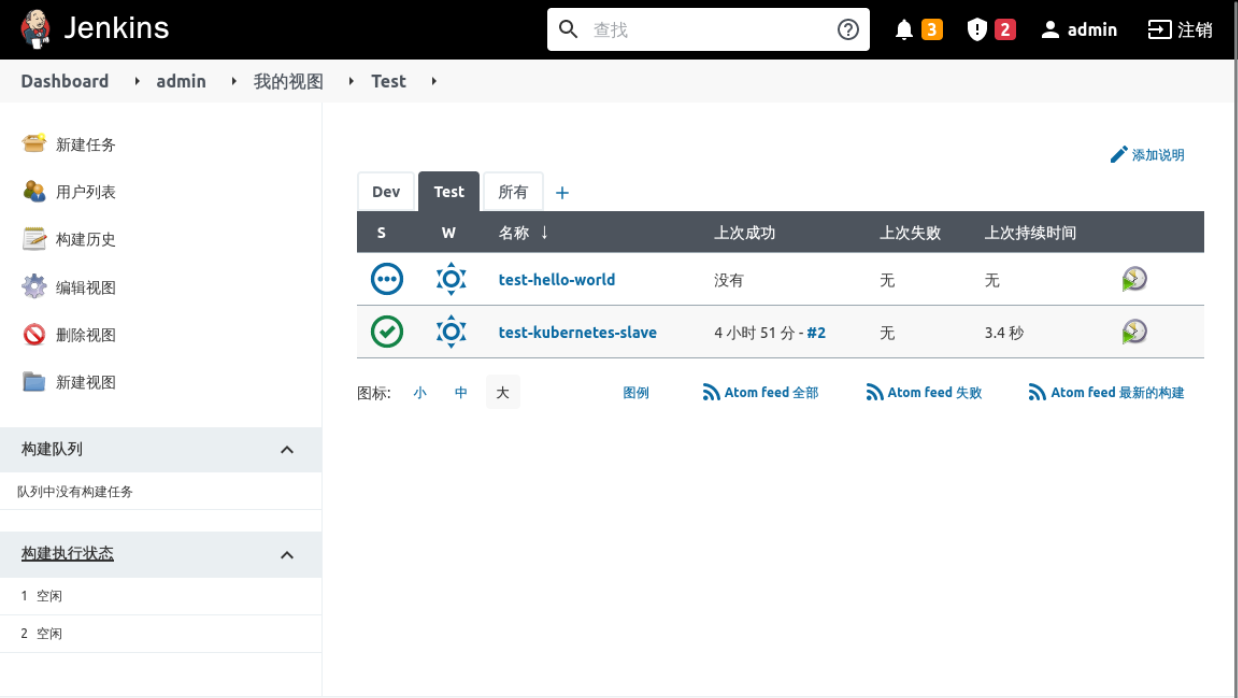 Jenkins
查找
3
2
admin
注销
Dashboard
admin
我的视图
Test
新建任务
用户列表
构建历史
编辑视图
删除视图
新建视图
构建队列
队列中没有构建任务
构建执行状态
1 空闲
2 空闲
添加说明
Dev Test 所有 +
S W 名称 ↓ 上次成功 上次失败 上次持续时间
test-hello-world 没有 无 无
test-kubernetes-slave 4 小时 51 分 - #2 无 3.4 秒
图标: 小 中 大 图例 Atom feed 全部 Atom feed 失败 Atom feed 最新的构建